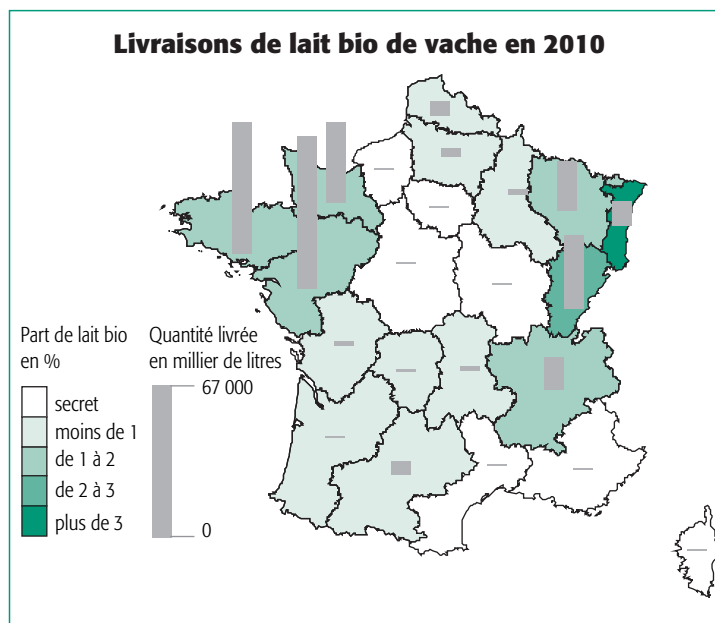 Livraisons de lait bio de vache en 2010
Part de lait bio
en %
secret
moins de 1
de 1 à 2
de 2 à 3
plus de 3
Quantité livrée
en millier de litres
67 000
0